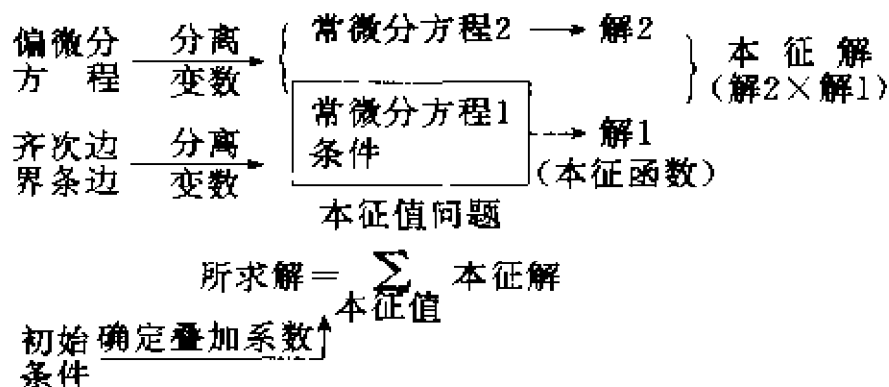 偏微分 分离 常微分方程2 → 解2 本征解
方程 变数 (解2×解1)
常微分方程1
齐次边 分离 条件 → 解1
界条边 变数 (本征函数)
本征值问题
所求解= ∑ 本征解
本征值
初始 确定叠加系数
条件